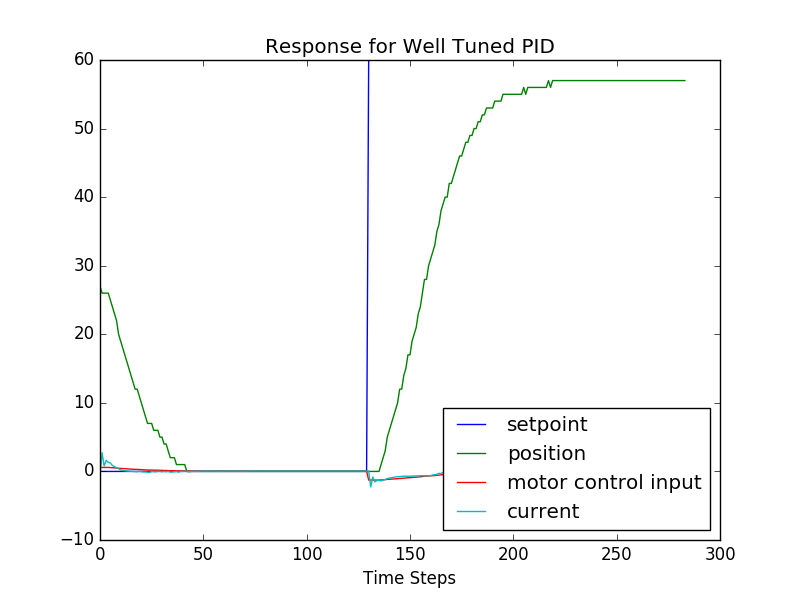 Response for Well Tuned PID
60
50
40
30
20
10
0
−10
0 50 100 150 200 250 300
Time Steps
setpoint
position
motor control input
current